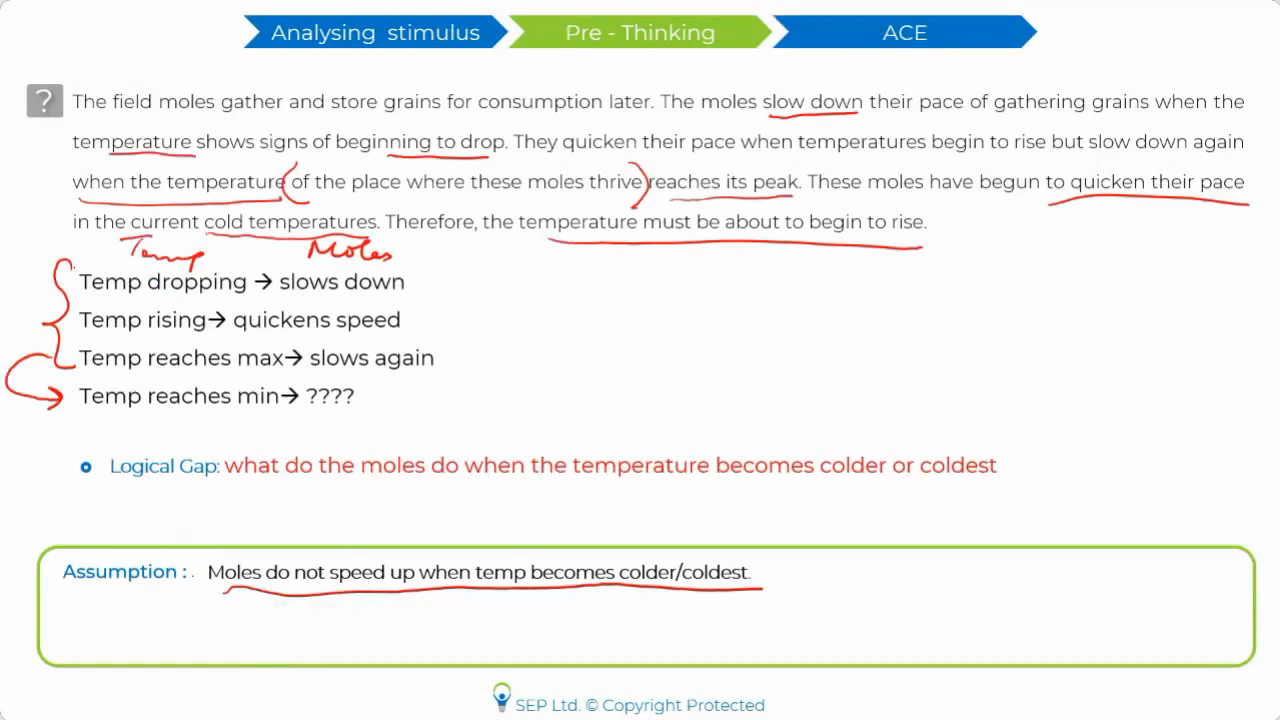 Analysing stimulus
Pre - Thinking
ACE
?
The field moles gather and store grains for consumption later. The moles slow down their pace of gathering grains when the
temperature shows signs of beginning to drop. They quicken their pace when temperatures begin to rise but slow down again
when the temperature (of the place where these moles thrive) reaches its peak. These moles have begun to quicken their pace
in the current cold temperatures. Therefore, the temperature must be about to begin to rise.
Temp Moles
Temp dropping → slows down
Temp rising→ quickens speed
Temp reaches max→ slows again
Temp reaches min→ ????
Logical Gap: what do the moles do when the temperature becomes colder or coldest
Assumption : Moles do not speed up when temp becomes colder/coldest.
SEP Ltd. © Copyright Protected